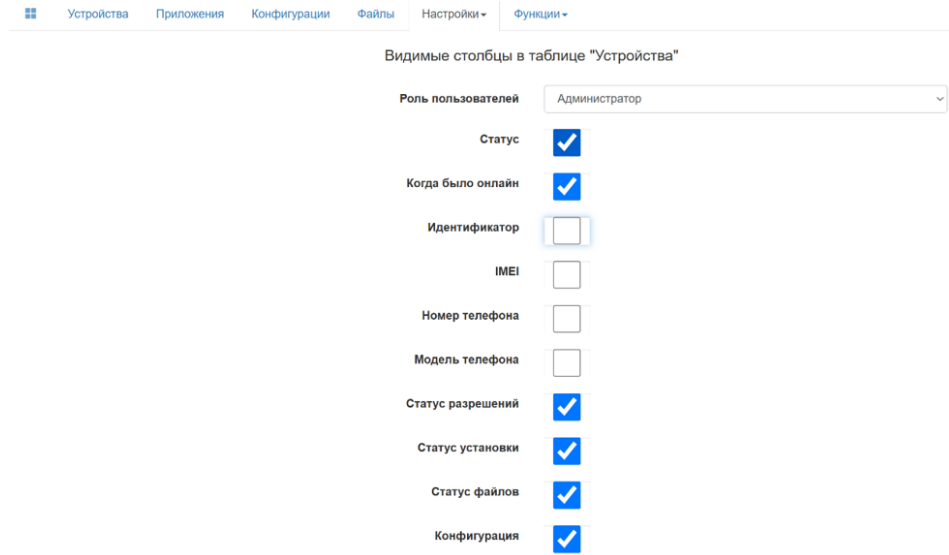 Устройства Приложения Конфигурации Файлы Настройки Функции
Видимые столбцы в таблице "Устройства"
Роль пользователей Администратор
Статус
Когда было онлайн
Идентификатор
IMEI
Номер телефона
Модель телефона
Статус разрешений
Статус установки
Статус файлов
Конфигурация